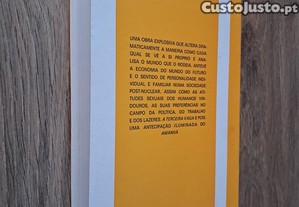 CustoJusto.pt
UMA OBRA EXPLOSIVA QUE ALTERA DRA-
MATICAMENTE A MANEIRA COMO CADA
QUAL SE VÊ A SI PRÓPRIO E ANA-
LISA O MUNDO QUE O RODEIA. ANTEVÊ
A ECONOMIA DO MUNDO DO FUTURO
E O SENTIDO DE PERSONALIDADE INDI-
VIDUAL E FAMILIAR NUMA SOCIEDADE
PÓS-NUCLEAR, ASSIM COMO AS ATI-
TUDES SEXUAIS DOS HUMANOS VIN-
DOUROS, AS SUAS PREFERÊNCIAS NO
CAMPO DA POLÍTICA, DO TRABALHO
E DOS LAZERES. A TERCEIRA VAGA É POIS
UMA ANTECIPAÇÃO ILUMINADA DO
AMANHÃ